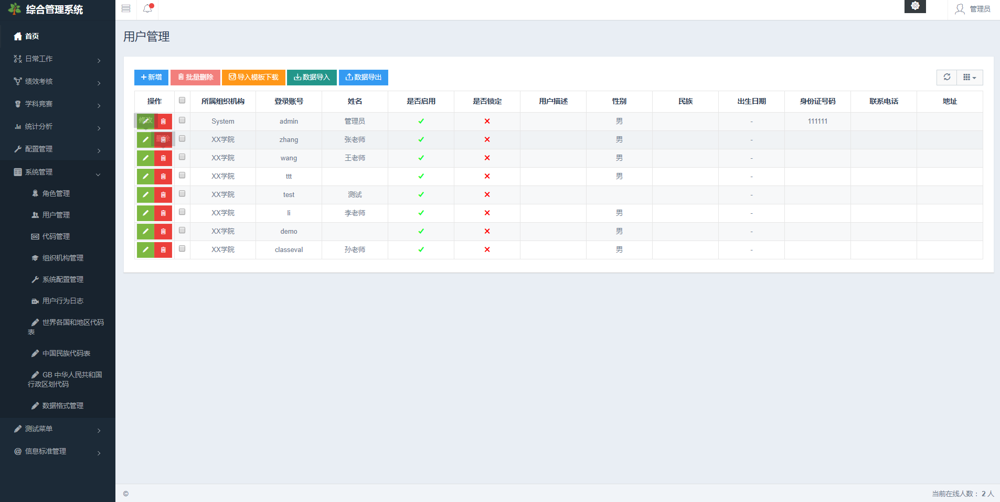 综合管理系统
管理员
首页
日常工作
绩效考核
学科竞赛
统计分析
配置管理
系统管理
角色管理
用户管理
代码管理
组织机构管理
系统配置管理
用户行为日志
世界各国和地区代码
表
中国民族代码表
GB 中华人民共和国
行政区划代码
数据格式管理
测试菜单
@ 信息标准管理
用户管理
新增 批量删除 导入模板下载 数据导入 数据导出
操作 所属组织机构 登录账号 姓名 是否启用 是否锁定 用户描述 性别 民族 出生日期 身份证号码 联系电话 地址
修改 System admin 管理员 男 - 111111
删除 XX学院 zhang 张老师 男 -
XX学院 wang 王老师 男 -
XX学院 ttt 男 -
XX学院 test 测试 -
XX学院 li 李老师 男 -
XX学院 demo 男 -
XX学院 classeval 孙老师 男 -
© 当前在线人数： 2 人